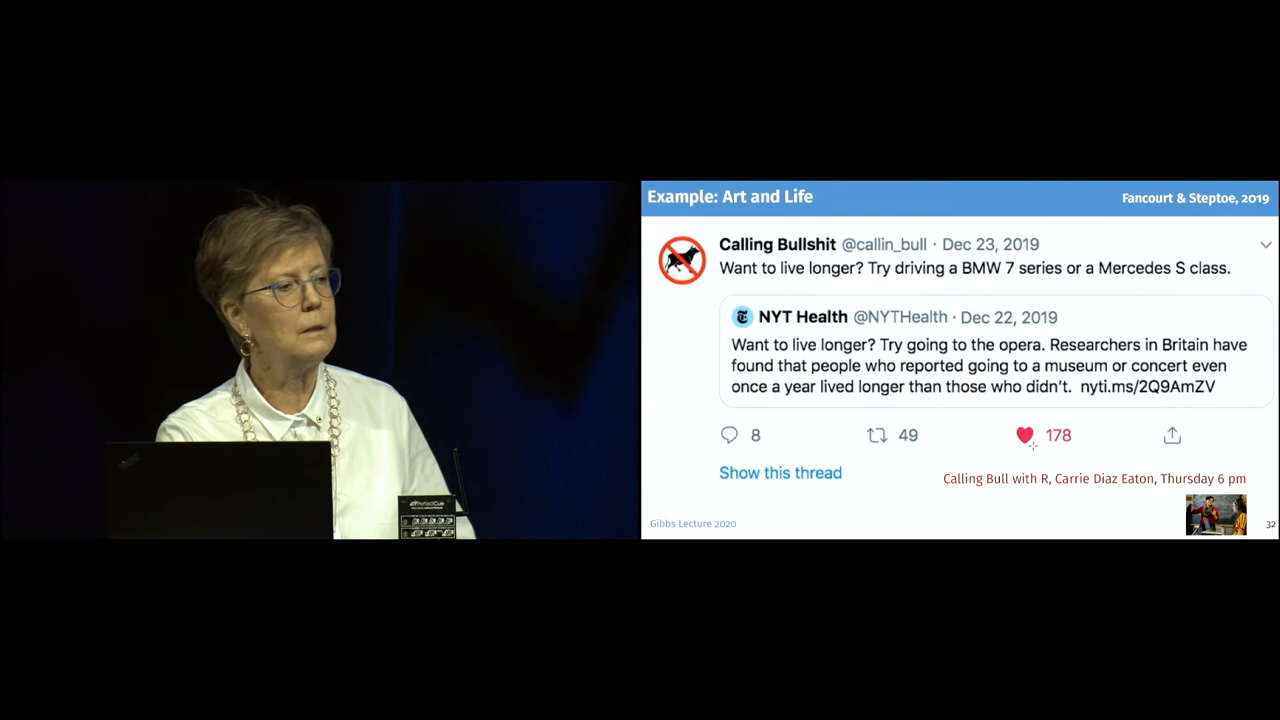 Example: Art and Life
Fancourt & Steptoe, 2019
Calling Bullshit @callin_bull · Dec 23, 2019
Want to live longer? Try driving a BMW 7 series or a Mercedes S class.
NYT Health @NYTHealth · Dec 22, 2019
Want to live longer? Try going to the opera. Researchers in Britain have
found that people who reported going to a museum or concert even
once a year lived longer than those who didn't. nyti.ms/2Q9AmZV
8
49
178
Show this thread
Calling Bull with R, Carrie Diaz Eaton, Thursday 6 pm
Gibbs Lecture 2020
32
PerfectCue